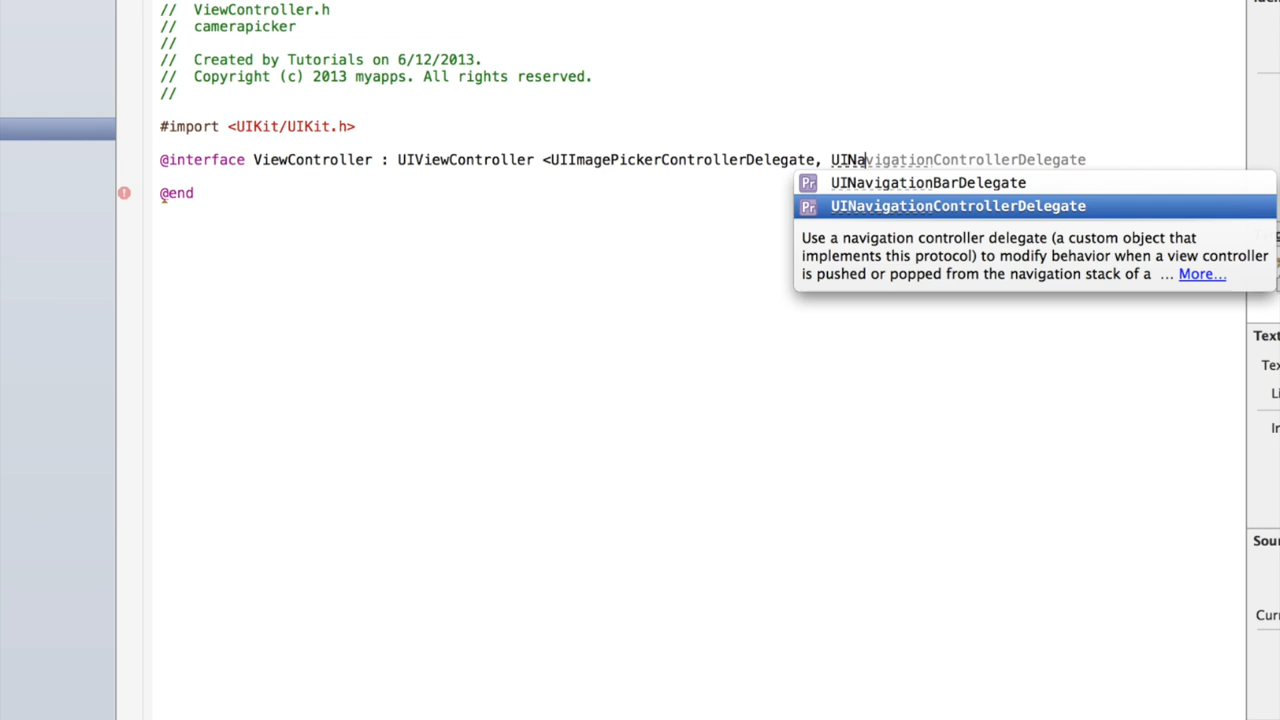 //  ViewController.h
//  camerapicker
//
//  Created by Tutorials on 6/12/2013.
//  Copyright (c) 2013 myapps. All rights reserved.
//
#import <UIKit/UIKit.h>
@interface ViewController : UIViewController <UIImagePickerControllerDelegate, UINavigationControllerDelegate
Pr UINavigationBarDelegate
@end
Pr UINavigationControllerDelegate
Use a navigation controller delegate (a custom object that
implements this protocol) to modify behavior when a view controller
is pushed or popped from the navigation stack of a ... More...
Text